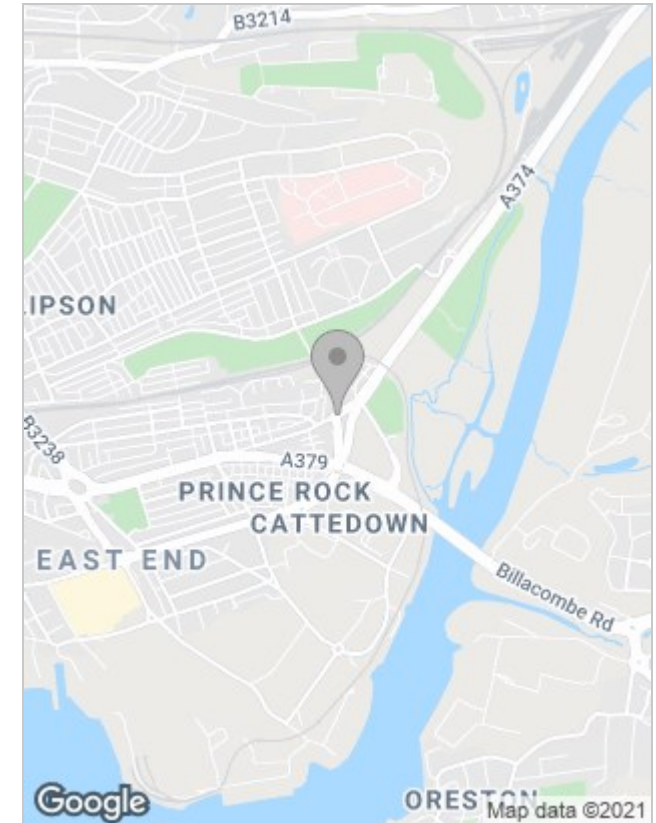 B3214
A374
LIPSON
B3238
A379
PRINCE ROCK
CATTEDOWN
EAST END
Billacombe Rd
ORESTON
Google
Map data ©2021